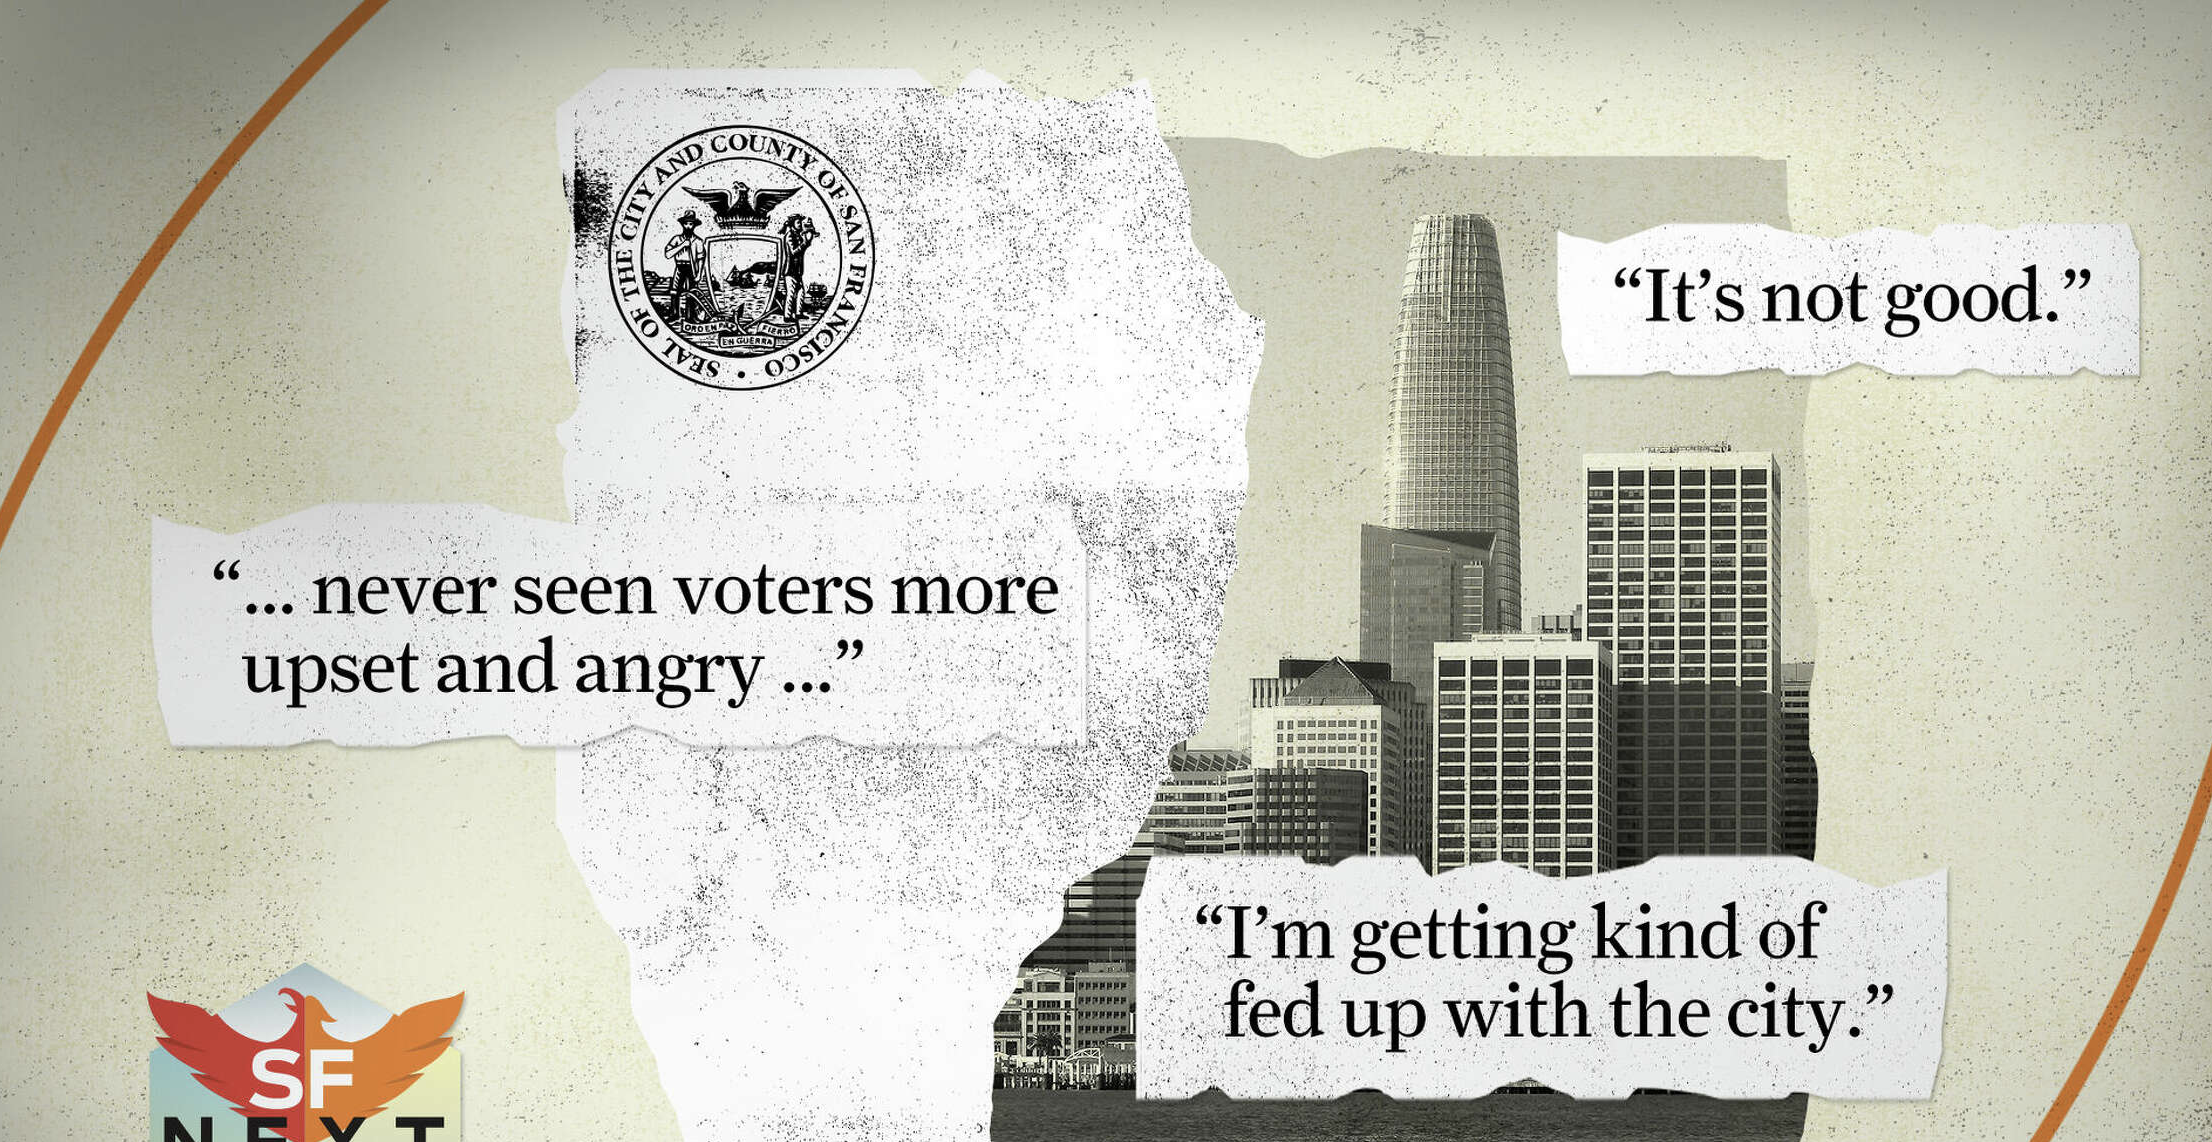 SEAL OF THE CITY AND COUNTY OF SAN FRANCISCO
ORO EN PAZ
FIERRO
EN GUERRA
“It’s not good.”
“... never seen voters more
upset and angry ...”
“I’m getting kind of
fed up with the city.”
SF
NEXT